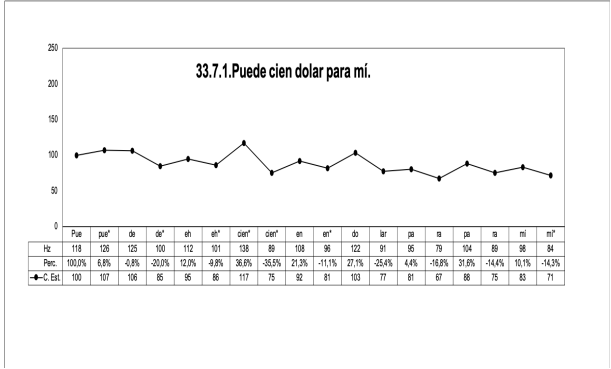 33.7.1.Puede cien dolar para mí.
250
200
150
100
50
0
Pue pue* de de* eh eh* cien* cien* en en* do lar pa ra pa ra mí mí*
Hz 118 126 125 100 112 101 138 89 108 96 122 91 95 79 104 89 98 84
Perc. 100,0% 6,8% -0,8% -20,0% 12,0% -9,8% 36,6% -35,5% 21,3% -11,1% 27,1% -25,4% 4,4% -16,8% 31,6% -14,4% 10,1% -14,3%
C. Est. 100 107 106 85 95 86 117 75 92 81 103 77 81 67 88 75 83 71